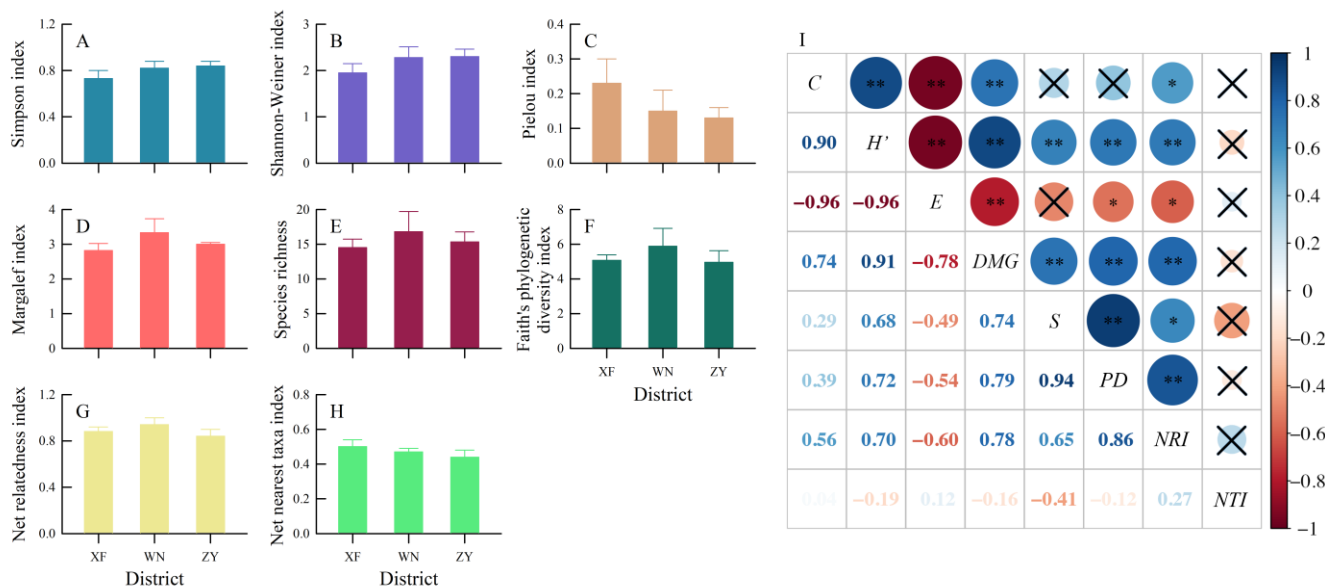 A
Simpson index
1.2
0.8
0.4
0.0
B
Shannon-Weiner index
3
2
1
0
C
Pielou index
0.4
0.3
0.2
0.1
0.0
D
Margalef index
4
3
2
1
0
E
Species richness
20
15
10
5
0
F
Faith's phylogenetic
diversity index
8
6
4
2
0
XF WN ZY
District
G
Net relatedness index
1.2
0.8
0.4
0.0
XF WN ZY
District
H
Net nearest taxa index
0.8
0.6
0.4
0.2
0.0
XF WN ZY
District
I
C ** ** ** *
0.90 H' ** ** ** ** **
−0.96 −0.96 E ** * *
0.74 0.91 −0.78 DMG ** ** **
0.29 0.68 −0.49 0.74 S ** *
0.39 0.72 −0.54 0.79 0.94 PD **
0.56 0.70 −0.60 0.78 0.65 0.86 NRI
0.04 −0.19 0.12 −0.16 −0.41 −0.12 0.27 NTI
1
0.8
0.6
0.4
0.2
0
−0.2
−0.4
−0.6
−0.8
−1